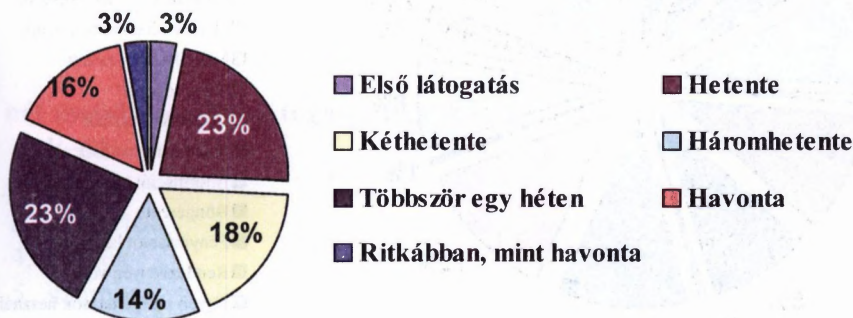 3% 3%
16% 23%
23% 18%
14%
Első látogatás Hetente
Kéthetente Háromhetente
Többször egy héten Havonta
Ritkábban, mint havonta